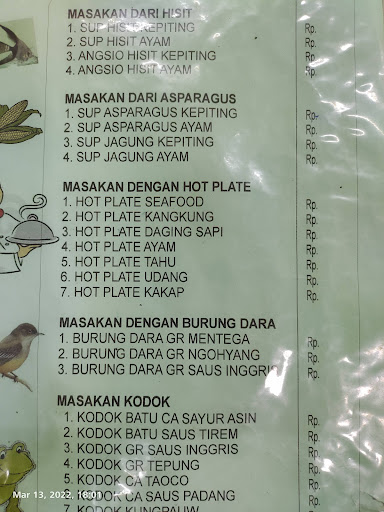 MASAKAN DARI HISIT
1. SUP HISIT KEPITING Rp.
2. SUP HISIT AYAM Rp.
3. ANGSIO HISIT KEPITING Rp.
4. ANGSIO HISIT AYAM Rp.
MASAKAN DARI ASPARAGUS
1. SUP ASPARAGUS KEPITING Rp.
2. SUP ASPARAGUS AYAM Rp.
3. SUP JAGUNG KEPITING Rp.
4. SUP JAGUNG AYAM Rp.
MASAKAN DENGAN HOT PLATE
1. HOT PLATE SEAFOOD Rp.
2. HOT PLATE KANGKUNG Rp.
3. HOT PLATE DAGING SAPI Rp.
4. HOT PLATE AYAM Rp.
5. HOT PLATE TAHU Rp.
6. HOT PLATE UDANG Rp.
7. HOT PLATE KAKAP Rp.
MASAKAN DENGAN BURUNG DARA
1. BURUNG DARA GR MENTEGA Rp.
2. BURUNG DARA GR NGOHYANG Rp.
3. BURUNG DARA GR SAUS INGGRIS Rp.
MASAKAN KODOK
1. KODOK BATU CA SAYUR ASIN Rp.
2. KODOK BATU SAUS TIREM Rp.
3. KODOK GR SAUS INGGRIS Rp.
4. KODOK GR TEPUNG Rp.
5. KODOK CA TAOCO Rp.
KODOK CA SAUS PADANG Rp.
7. KODOK KUNGPAUW Rp.
Mar 13, 2022, 18:01